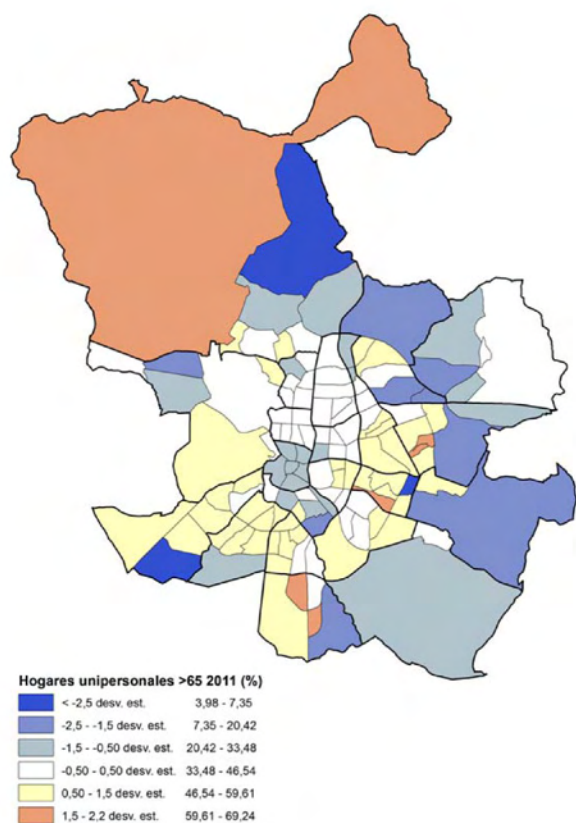 Hogares unipersonales >65 2011 (%)
< -2,5 desv. est. 3,98 - 7,35
-2,5 - -1,5 desv. est. 7,35 - 20,42
-1,5 - -0,50 desv. est. 20,42 - 33,48
-0,50 - 0,50 desv. est. 33,48 - 46,54
0,50 - 1,5 desv. est. 46,54 - 59,61
1,5 - 2,2 desv. est. 59,61 - 69,24